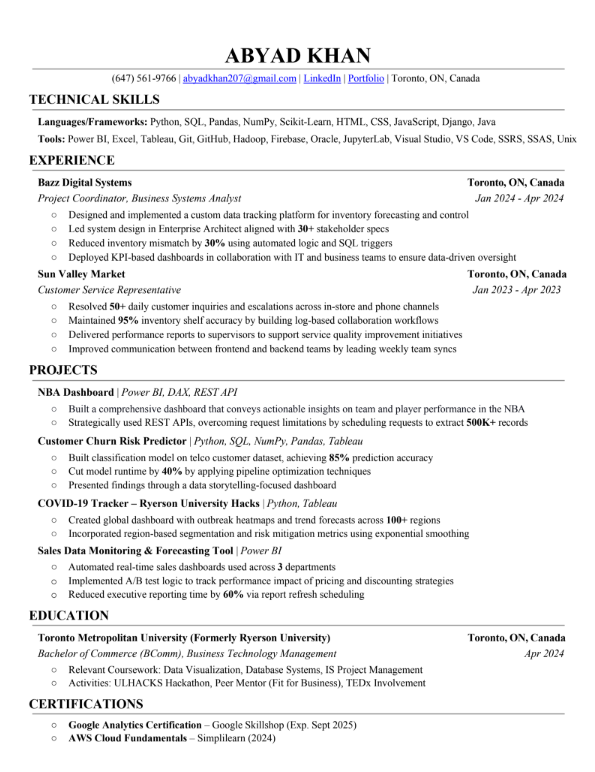 ABYAD KHAN
(647) 561-9766 | abyadkhan207@gmail.com | LinkedIn | Portfolio | Toronto, ON, Canada
TECHNICAL SKILLS
Languages/Frameworks: Python, SQL, Pandas, NumPy, Scikit-Learn, HTML, CSS, JavaScript, Django, Java
Tools: Power BI, Excel, Tableau, Git, GitHub, Hadoop, Firebase, Oracle, JupyterLab, Visual Studio, VS Code, SSRS, SSAS, Unix
EXPERIENCE
Bazz Digital Systems Toronto, ON, Canada
Project Coordinator, Business Systems Analyst Jan 2024 - Apr 2024
○ Designed and implemented a custom data tracking platform for inventory forecasting and control
○ Led system design in Enterprise Architect aligned with 30+ stakeholder specs
○ Reduced inventory mismatch by 30% using automated logic and SQL triggers
○ Deployed KPI-based dashboards in collaboration with IT and business teams to ensure data-driven oversight
Sun Valley Market Toronto, ON, Canada
Customer Service Representative Jan 2023 - Apr 2023
○ Resolved 50+ daily customer inquiries and escalations across in-store and phone channels
○ Maintained 95% inventory shelf accuracy by building log-based collaboration workflows
○ Delivered performance reports to supervisors to support service quality improvement initiatives
○ Improved communication between frontend and backend teams by leading weekly team syncs
PROJECTS
NBA Dashboard | Power BI, DAX, REST API
○ Built a comprehensive dashboard that conveys actionable insights on team and player performance in the NBA
○ Strategically used REST APIs, overcoming request limitations by scheduling requests to extract 500K+ records
Customer Churn Risk Predictor | Python, SQL, NumPy, Pandas, Tableau
○ Built classification model on telco customer dataset, achieving 85% prediction accuracy
○ Cut model runtime by 40% by applying pipeline optimization techniques
○ Presented findings through a data storytelling-focused dashboard
COVID-19 Tracker – Ryerson University Hacks | Python, Tableau
○ Created global dashboard with outbreak heatmaps and trend forecasts across 100+ regions
○ Incorporated region-based segmentation and risk mitigation metrics using exponential smoothing
Sales Data Monitoring & Forecasting Tool | Power BI
○ Automated real-time sales dashboards used across 3 departments
○ Implemented A/B test logic to track performance impact of pricing and discounting strategies
○ Reduced executive reporting time by 60% via report refresh scheduling
EDUCATION
Toronto Metropolitan University (Formerly Ryerson University) Toronto, ON, Canada
Bachelor of Commerce (BComm), Business Technology Management Apr 2024
○ Relevant Coursework: Data Visualization, Database Systems, IS Project Management
○ Activities: ULHACKS Hackathon, Peer Mentor (Fit for Business), TEDx Involvement
CERTIFICATIONS
○ Google Analytics Certification – Google Skillshop (Exp. Sept 2025)
○ AWS Cloud Fundamentals – Simplilearn (2024)